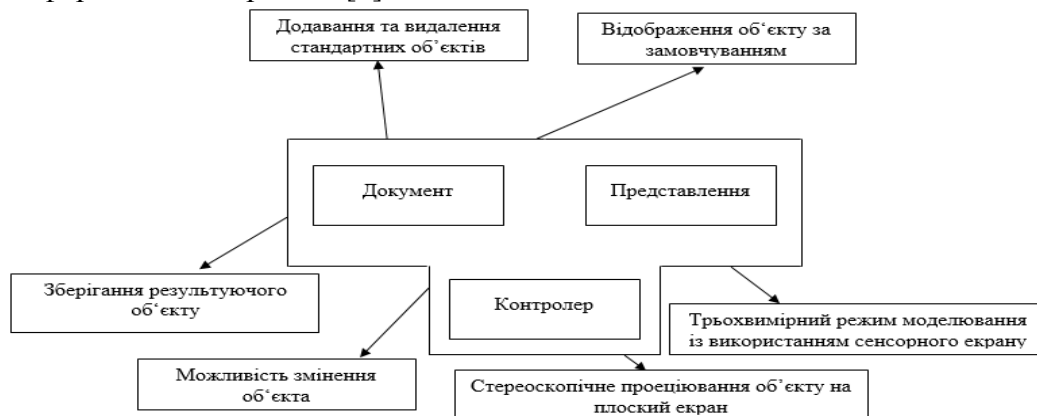 Додавання та видалення
стандартних об‘єктів
Відображення об‘єкту за
замовчуванням
Документ
Представлення
Зберігання результуючого
об‘єкту
Контролер
Трьохвимірний режим моделювання
із використанням сенсорного екрану
Можливість змінення
об‘єкта
Стереоскопічне проеціювання об‘єкту на
плоский екран